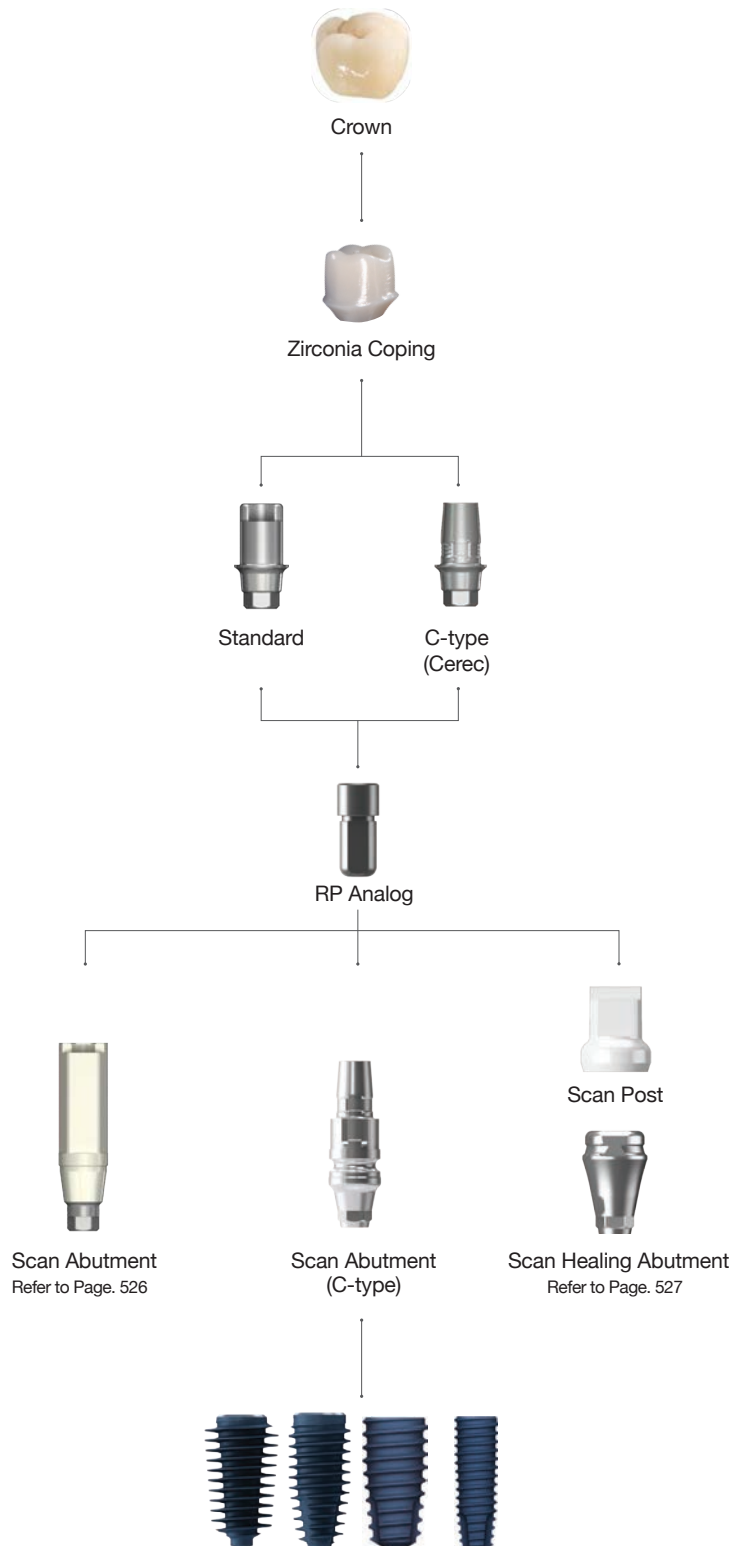 Crown
Zirconia Coping
Standard
C-type
(Cerec)
RP Analog
Scan Post
Scan Abutment
Refer to Page. 526
Scan Abutment
(C-type)
Scan Healing Abutment
Refer to Page. 527